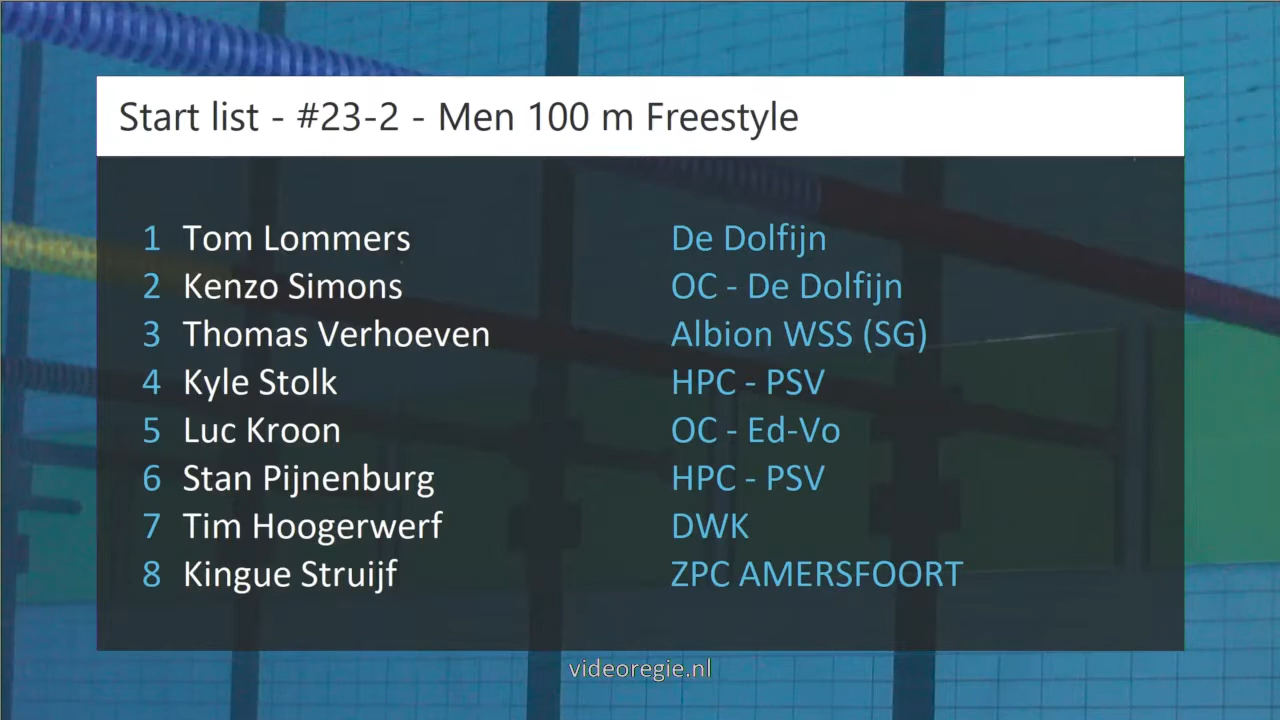 Start list - #23-2 - Men 100 m Freestyle
1 Tom Lommers De Dolfijn
2 Kenzo Simons OC - De Dolfijn
3 Thomas Verhoeven Albion WSS (SG)
4 Kyle Stolk HPC - PSV
5 Luc Kroon OC - Ed-Vo
6 Stan Pijnenburg HPC - PSV
7 Tim Hoogerwerf DWK
8 Kingue Struijf ZPC AMERSFOORT
videoregie.nl